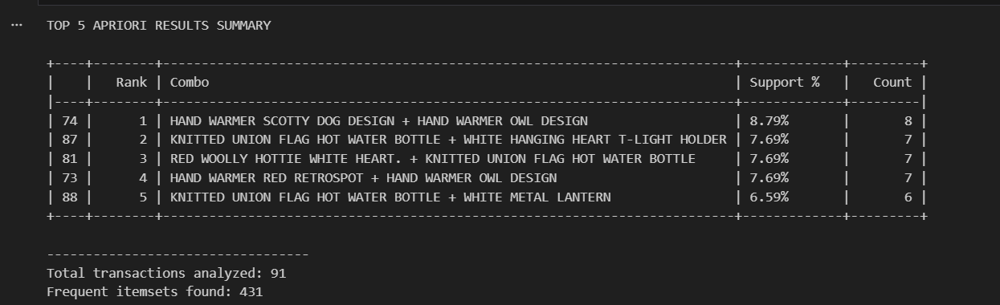 ... TOP 5 APRIORI RESULTS SUMMARY
+----+--------+--------------------------------------------------------------------------+-------------+---------+
|    |   Rank | Combo                                                                    | Support %   |   Count |
|----+--------+--------------------------------------------------------------------------+-------------+---------|
| 74 |      1 | HAND WARMER SCOTTY DOG DESIGN + HAND WARMER OWL DESIGN                   | 8.79%       |       8 |
| 87 |      2 | KNITTED UNION FLAG HOT WATER BOTTLE + WHITE HANGING HEART T-LIGHT HOLDER | 7.69%       |       7 |
| 81 |      3 | RED WOOLLY HOTTIE WHITE HEART. + KNITTED UNION FLAG HOT WATER BOTTLE     | 7.69%       |       7 |
| 73 |      4 | HAND WARMER RED RETROSPOT + HAND WARMER OWL DESIGN                       | 7.69%       |       7 |
| 88 |      5 | KNITTED UNION FLAG HOT WATER BOTTLE + WHITE METAL LANTERN                | 6.59%       |       6 |
+----+--------+--------------------------------------------------------------------------+-------------+---------+
----------------------------------
Total transactions analyzed: 91
Frequent itemsets found: 431